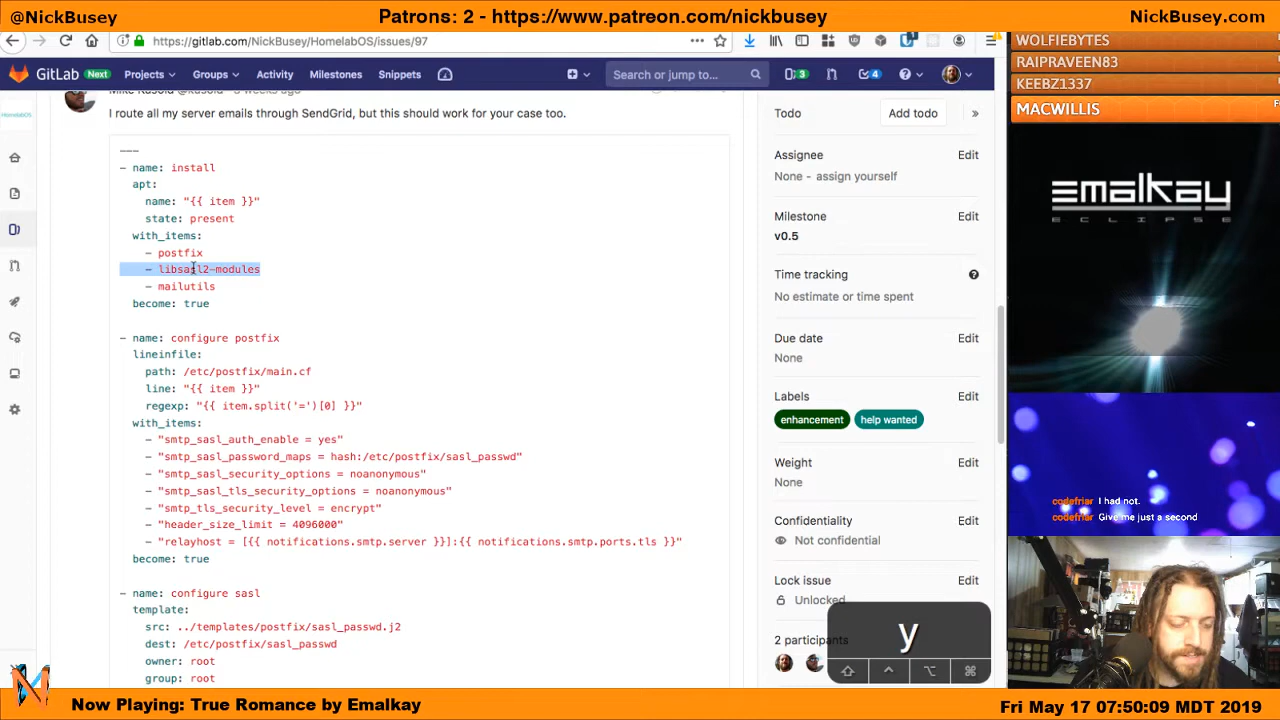 @NickBusey
Patrons: 2 - https://www.patreon.com/nickbusey
NickBusey.com
https://gitlab.com/NickBusey/HomelabOS/issues/97
WOLFIEBYTES
RAIPRAVEEN83
KEEBZ1337
MACWILLIS
GitLab Next Projects Groups Activity Milestones Snippets Search or jump to... 3 4
I route all my server emails through SendGrid, but this should work for your case too.
HomelabOS
---
- name: install
apt:
name: "{{ item }}"
state: present
with_items:
- postfix
- libsasl2-modules
- mailutils
become: true
- name: configure postfix
lineinfile:
path: /etc/postfix/main.cf
line: "{{ item }}"
regexp: "{{ item.split('=')[0] }}"
with_items:
- "smtp_sasl_auth_enable = yes"
- "smtp_sasl_password_maps = hash:/etc/postfix/sasl_passwd"
- "smtp_sasl_security_options = noanonymous"
- "smtp_sasl_tls_security_options = noanonymous"
- "smtp_tls_security_level = encrypt"
- "header_size_limit = 4096000"
- "relayhost = [{{ notifications.smtp.server }}]:{{ notifications.smtp.ports.tls }}"
become: true
- name: configure sasl
template:
src: ../templates/postfix/sasl_passwd.j2
dest: /etc/postfix/sasl_passwd
owner: root
group: root
Todo Add todo »
Assignee Edit
None - assign yourself
Milestone Edit
v0.5
Time tracking
No estimate or time spent
Due date Edit
None
Labels Edit
enhancement help wanted
Weight Edit
None
Confidentiality Edit
Not confidential
Lock issue Edit
Unlocked
2 participants
y
EMALKAY
ECLIPSE
codefriar I had not.
codefriar Give me just a second
Now Playing: True Romance by Emalkay
Fri May 17 07:50:09 MDT 2019